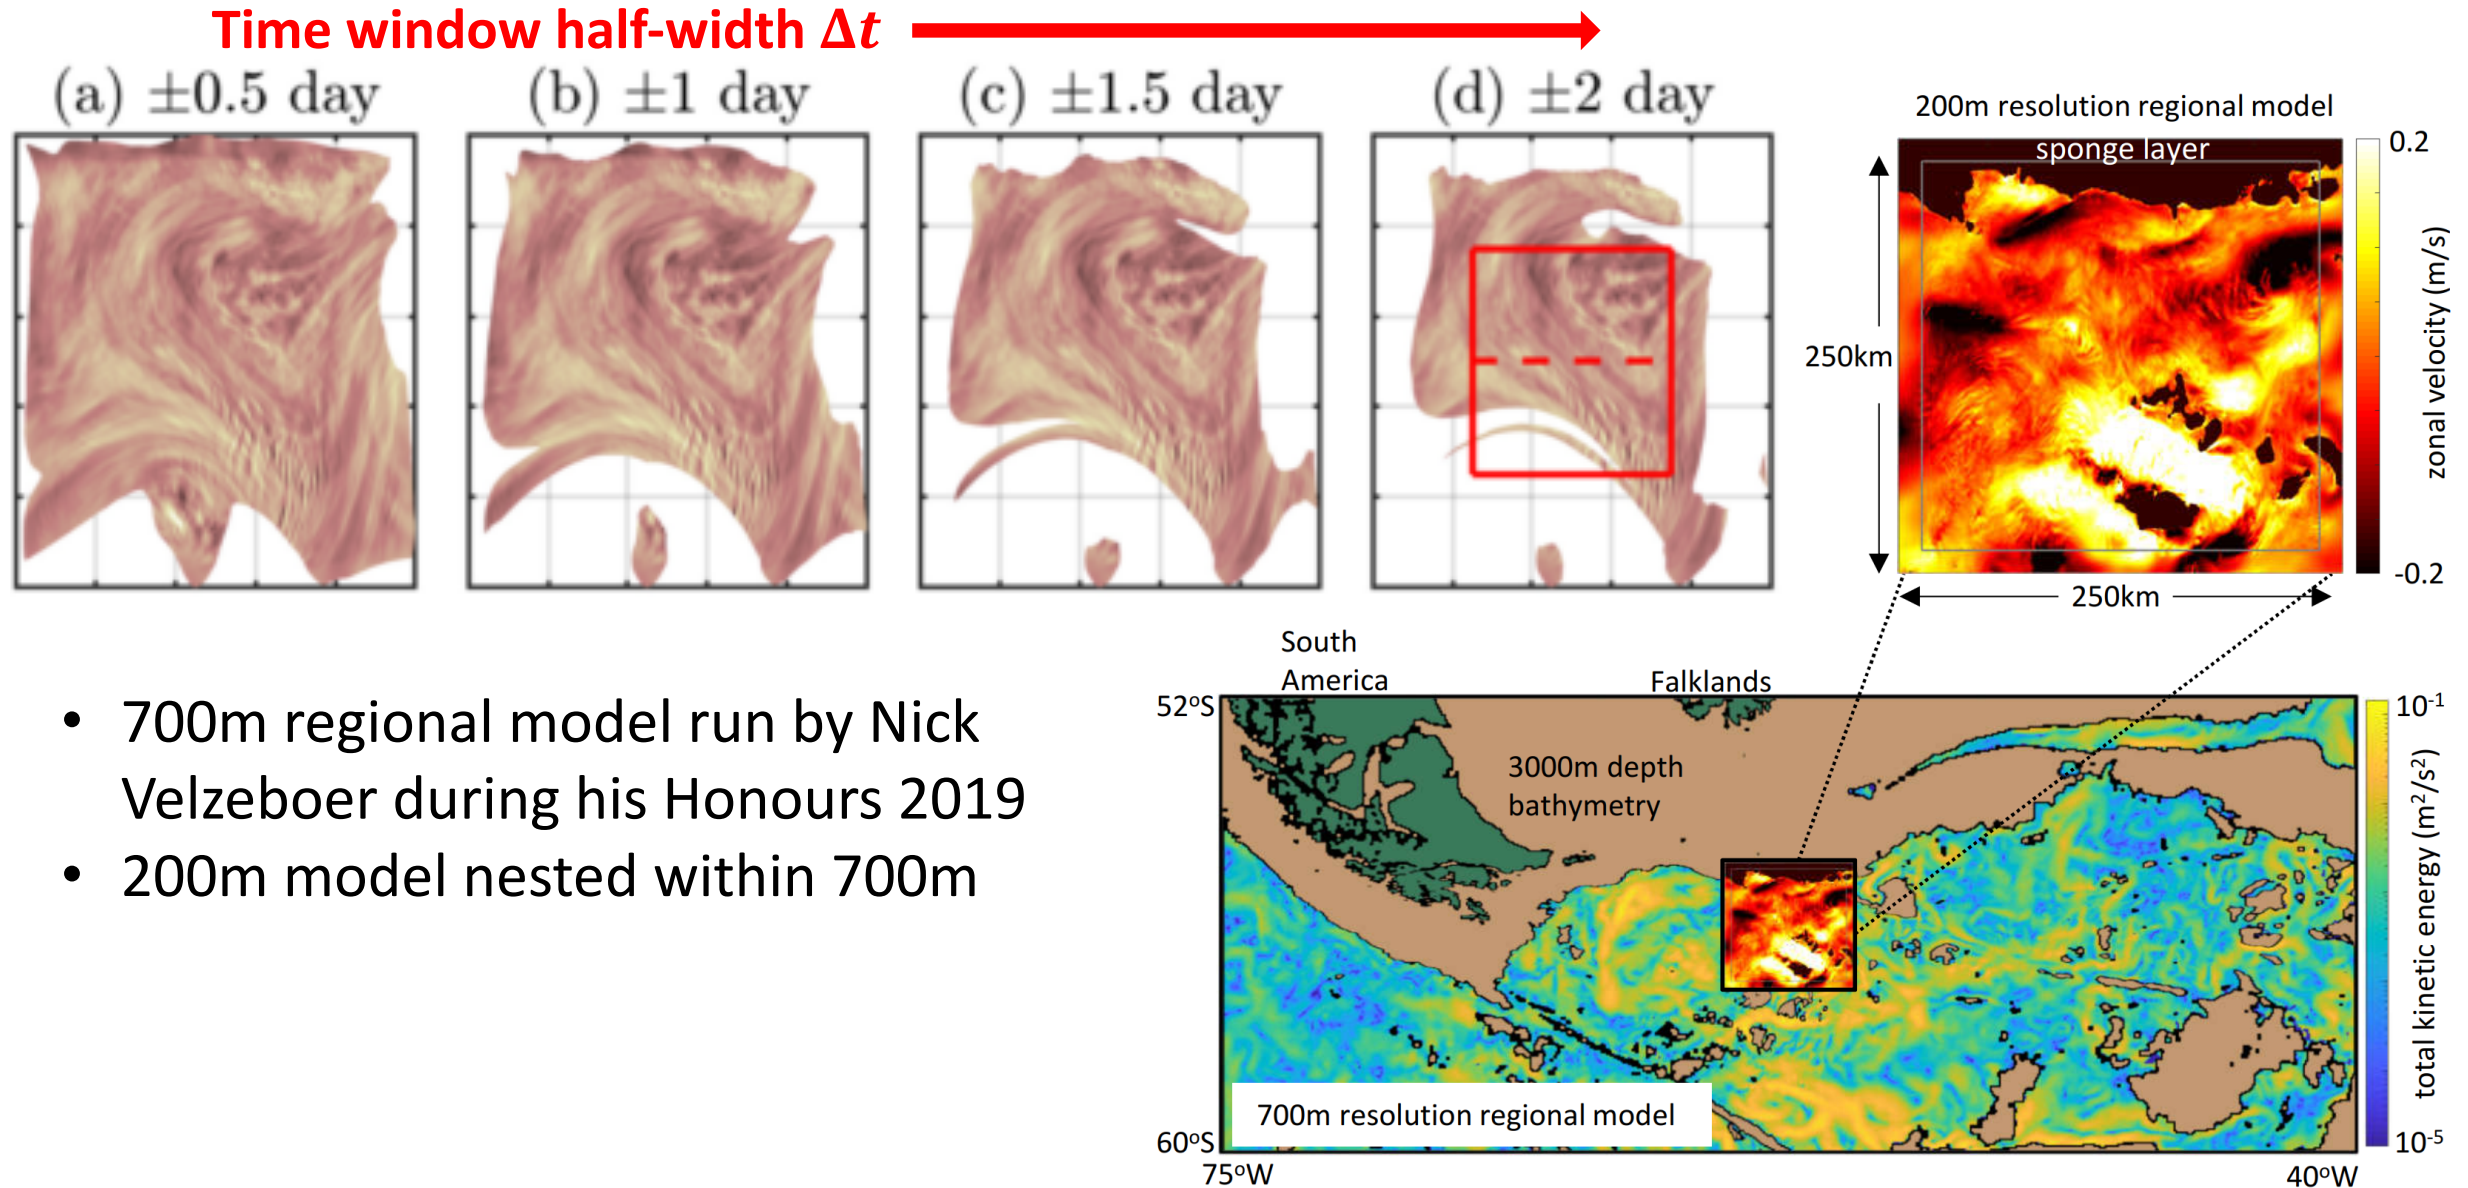 Time window half-width Δt
(a) ±0.5 day
(b) ±1 day
(c) ±1.5 day
(d) ±2 day
200m resolution regional model
sponge layer
0.2
-0.2
zonal velocity (m/s)
250km
250km
• 700m regional model run by Nick
Velzeboer during his Honours 2019
• 200m model nested within 700m
South
America
Falklands
52°S
3000m depth
bathymetry
700m resolution regional model
60°S
75°W
40°W
10⁻¹
10⁻⁵
total kinetic energy (m²/s²)